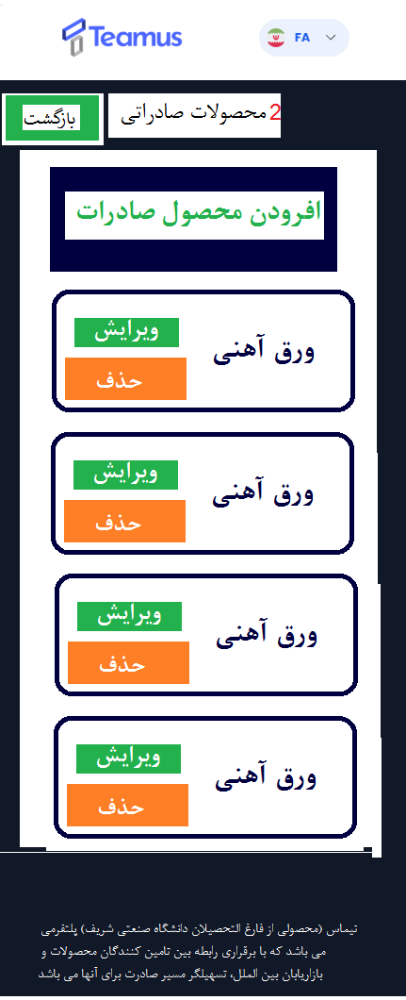 Teamus
FA
2 محصولات صادراتی
بازگشت
افرودن محصول صادرات
ورق آهنی
ویرایش
حذف
ورق آهنی
ویرایش
حذف
ورق آهنی
ویرایش
حذف
ورق آهنی
ویرایش
حذف
تیماس (محصولی از فارغ التحصیلان دانشگاه صنعتی شریف) پلتفرمی
می باشد که با برقراری رابطه بین تامین کنندگان محصولات و
بازاریابان بین الملل، تسهیلگر مسیر صادرت برای آنها می باشد